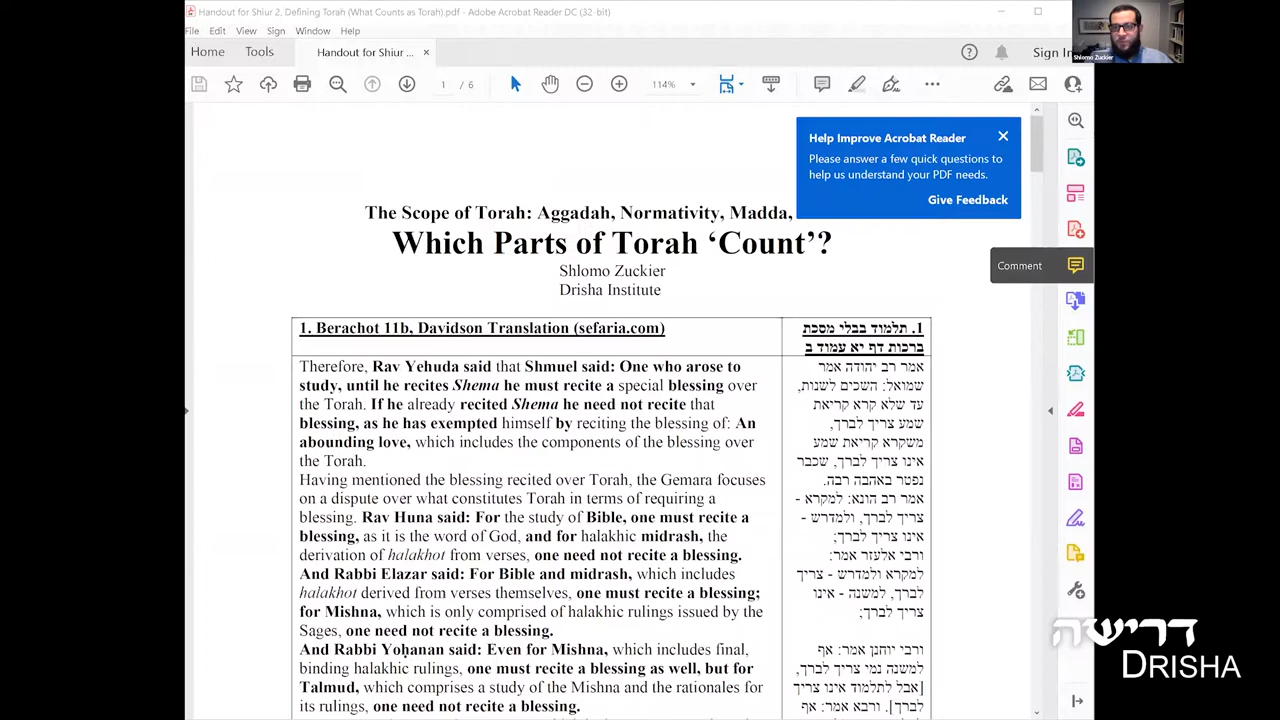 Handout for Shiur 2, Defining Torah (What Counts as Torah).pdf - Adobe Acrobat Reader DC (32-bit)
File Edit View Sign Window Help
Home Tools Handout for Shiur ... × Sign In
1 / 6 114%
Shlomo Zuckier
Help Improve Acrobat Reader
Please answer a few quick questions to
help us understand your PDF needs.
Give Feedback
Comment
The Scope of Torah: Aggadah, Normativity, Madda,
Which Parts of Torah ‘Count’?
Shlomo Zuckier
Drisha Institute
1. Berachot 11b, Davidson Translation (sefaria.com)
Therefore, Rav Yehuda said that Shmuel said: One who arose to
study, until he recites Shema he must recite a special blessing over
the Torah. If he already recited Shema he need not recite that
blessing, as he has exempted himself by reciting the blessing of: An
abounding love, which includes the components of the blessing over
the Torah.
Having mentioned the blessing recited over Torah, the Gemara focuses
on a dispute over what constitutes Torah in terms of requiring a
blessing. Rav Huna said: For the study of Bible, one must recite a
blessing, as it is the word of God, and for halakhic midrash, the
derivation of halakhot from verses, one need not recite a blessing.
And Rabbi Elazar said: For Bible and midrash, which includes
halakhot derived from verses themselves, one must recite a blessing;
for Mishna, which is only comprised of halakhic rulings issued by the
Sages, one need not recite a blessing.
And Rabbi Yoḥanan said: Even for Mishna, which includes final,
binding halakhic rulings, one must recite a blessing as well, but for
Talmud, which comprises a study of the Mishna and the rationales for
its rulings, one need not recite a blessing.
1. תלמוד בבלי מסכת
ברכות דף יא עמוד ב
אמר רב יהודה אמר
שמואל: השכים לשנות,
עד שלא קרא קריאת
שמע צריך לברך,
משקרא קריאת שמע
אינו צריך לברך, שכבר
נפטר באהבה רבה.
אמר רב הונא: למקרא -
צריך לברך, ולמדרש -
אינו צריך לברך;
ורבי אלעזר אמר:
למקרא ולמדרש - צריך
לברך, למשנה - אינו
צריך לברך;
ורבי יוחנן אמר: אף
למשנה נמי צריך לברך,
[אבל לתלמוד אינו צריך
לברך]. ורבא אמר: אף
דרישה
DRISHA